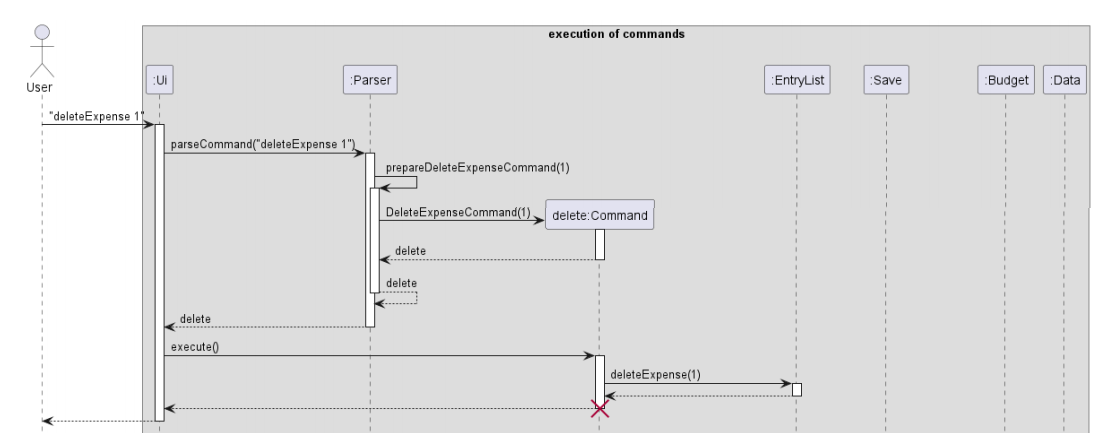 execution of commands
User
:Ui
:Parser
:EntryList
:Save
:Budget
:Data
"deleteExpense 1"
parseCommand("deleteExpense 1")
prepareDeleteExpenseCommand(1)
DeleteExpenseCommand(1)
delete:Command
delete
delete
delete
execute()
deleteExpense(1)